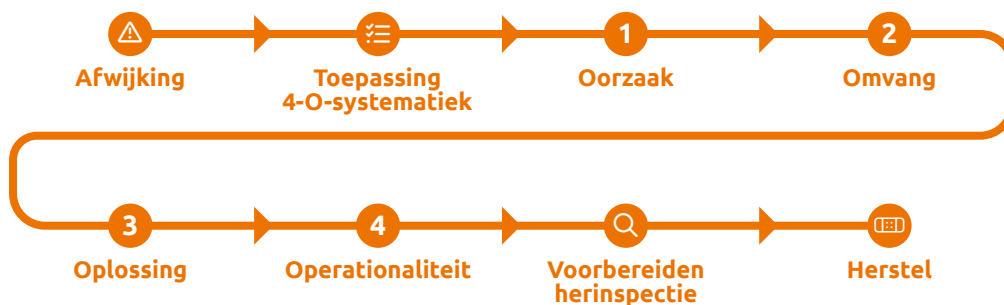 1
2
Afwijking
Toepassing
4-O-systematiek
Oorzaak
Omvang
3
4
Oplossing
Operationaliteit
Voorbereiden
herinspectie
Herstel